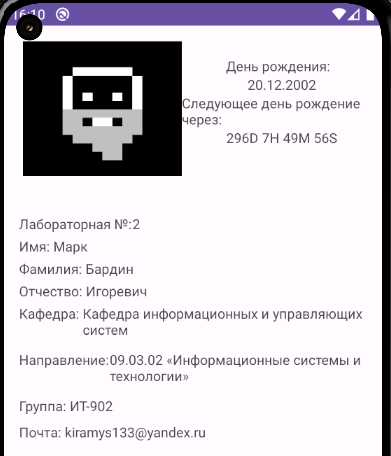 16:10
День рождения:
20.12.2002
Следующее день рождение
через:
296D 7H 49M 56S
Лабораторная №:2
Имя: Марк
Фамилия: Бардин
Отчество: Игоревич
Кафедра: Кафедра информационных и управляющих
систем
Направление:09.03.02 «Информационные системы и
технологии»
Группа: ИТ-902
Почта: kiramys133@yandex.ru